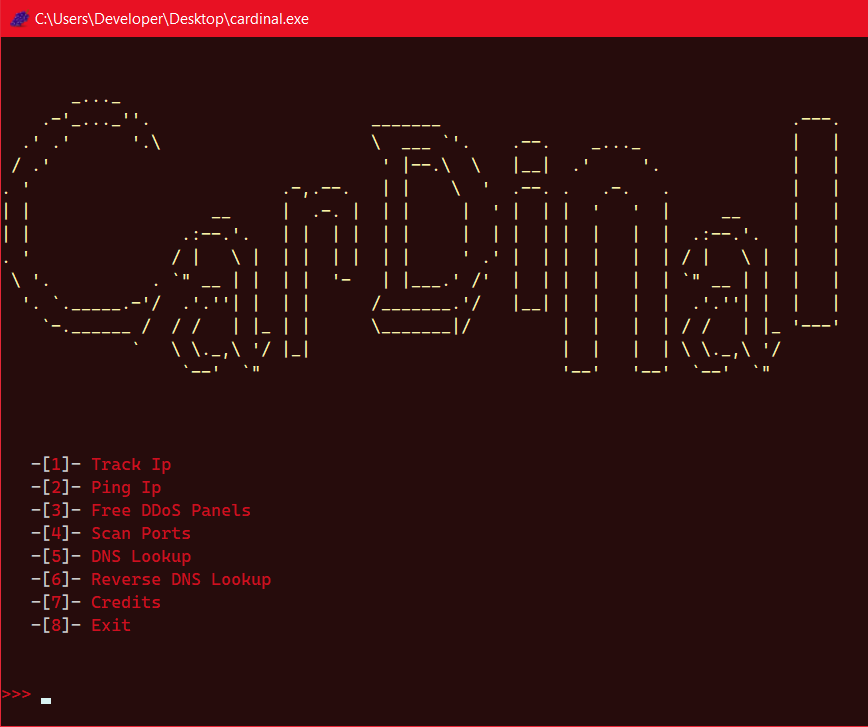 C:\Users\Developer\Desktop\cardinal.exe
CarDinal
-[1]- Track Ip
-[2]- Ping Ip
-[3]- Free DDoS Panels
-[4]- Scan Ports
-[5]- DNS Lookup
-[6]- Reverse DNS Lookup
-[7]- Credits
-[8]- Exit
>>>